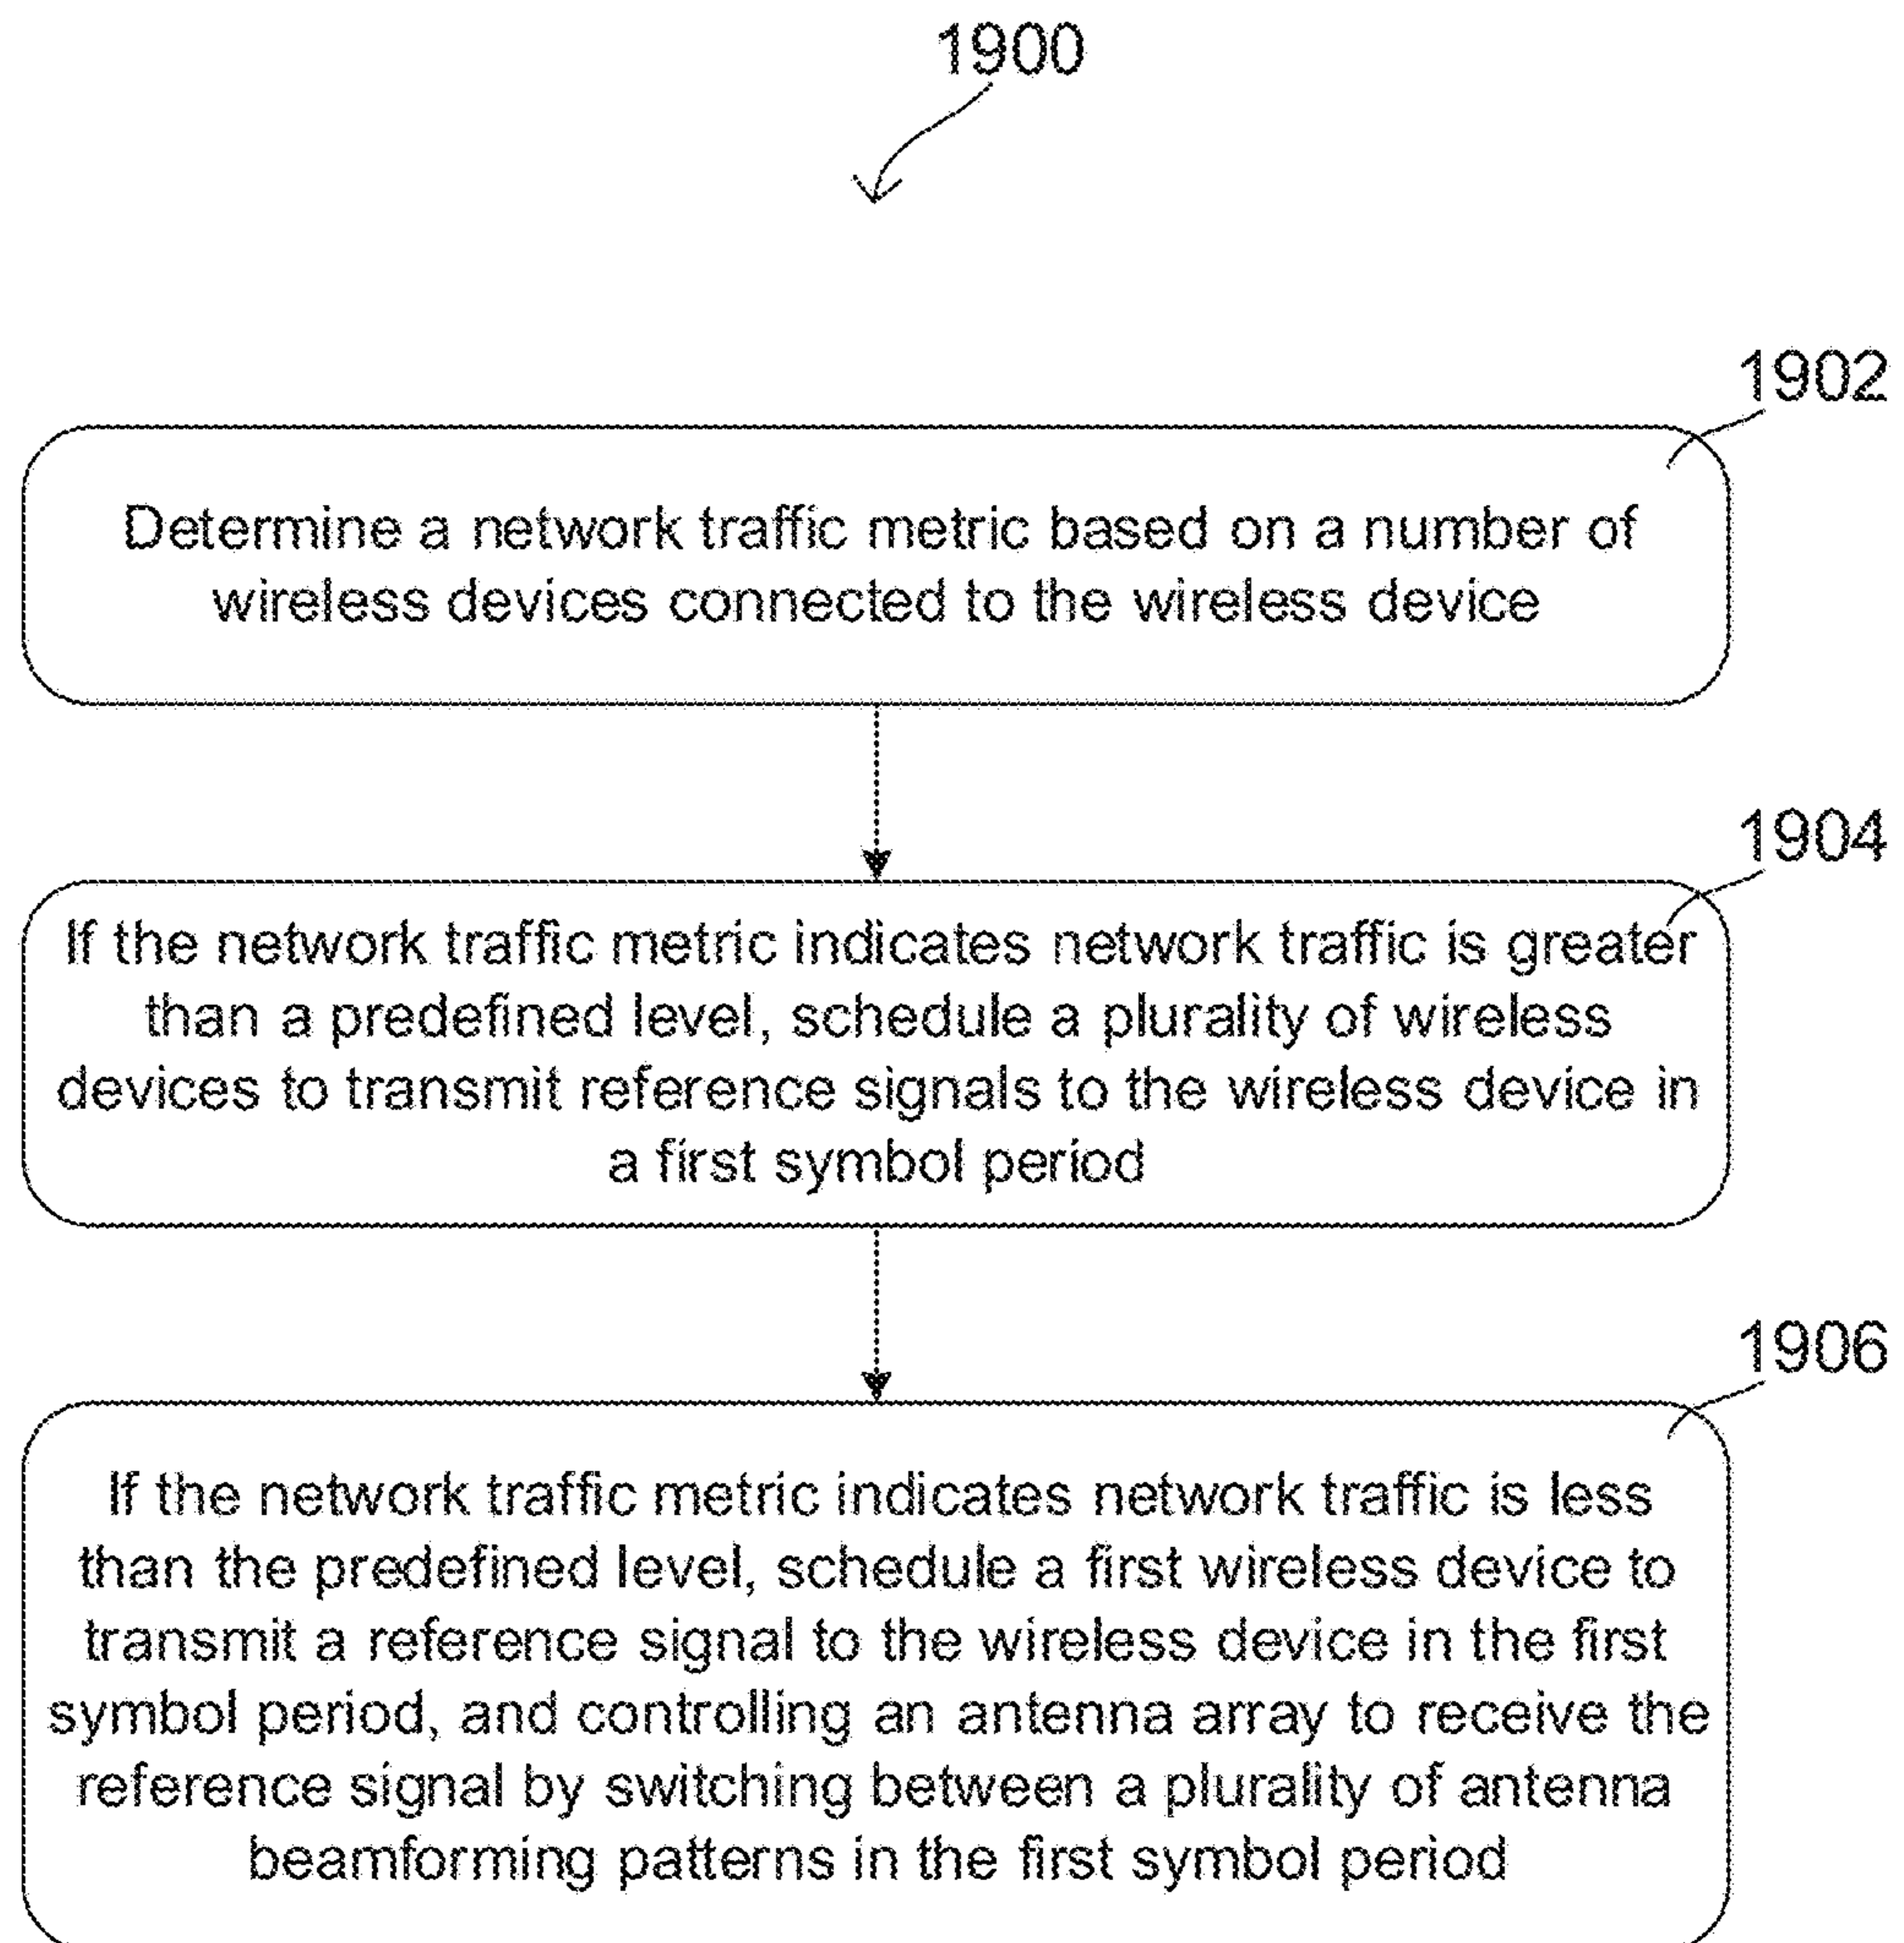 1900
1902
Determine a network traffic metric based on a number of
wireless devices connected to the wireless device
1904
If the network traffic metric indicates network traffic is greater
than a predefined level, schedule a plurality of wireless
devices to transmit reference signals to the wireless device in
a first symbol period
1906
If the network traffic metric indicates network traffic is less
than the predefined level, schedule a first wireless device to
transmit a reference signal to the wireless device in the first
symbol period, and controlling an antenna array to receive the
reference signal by switching between a plurality of antenna
beamforming patterns in the first symbol period